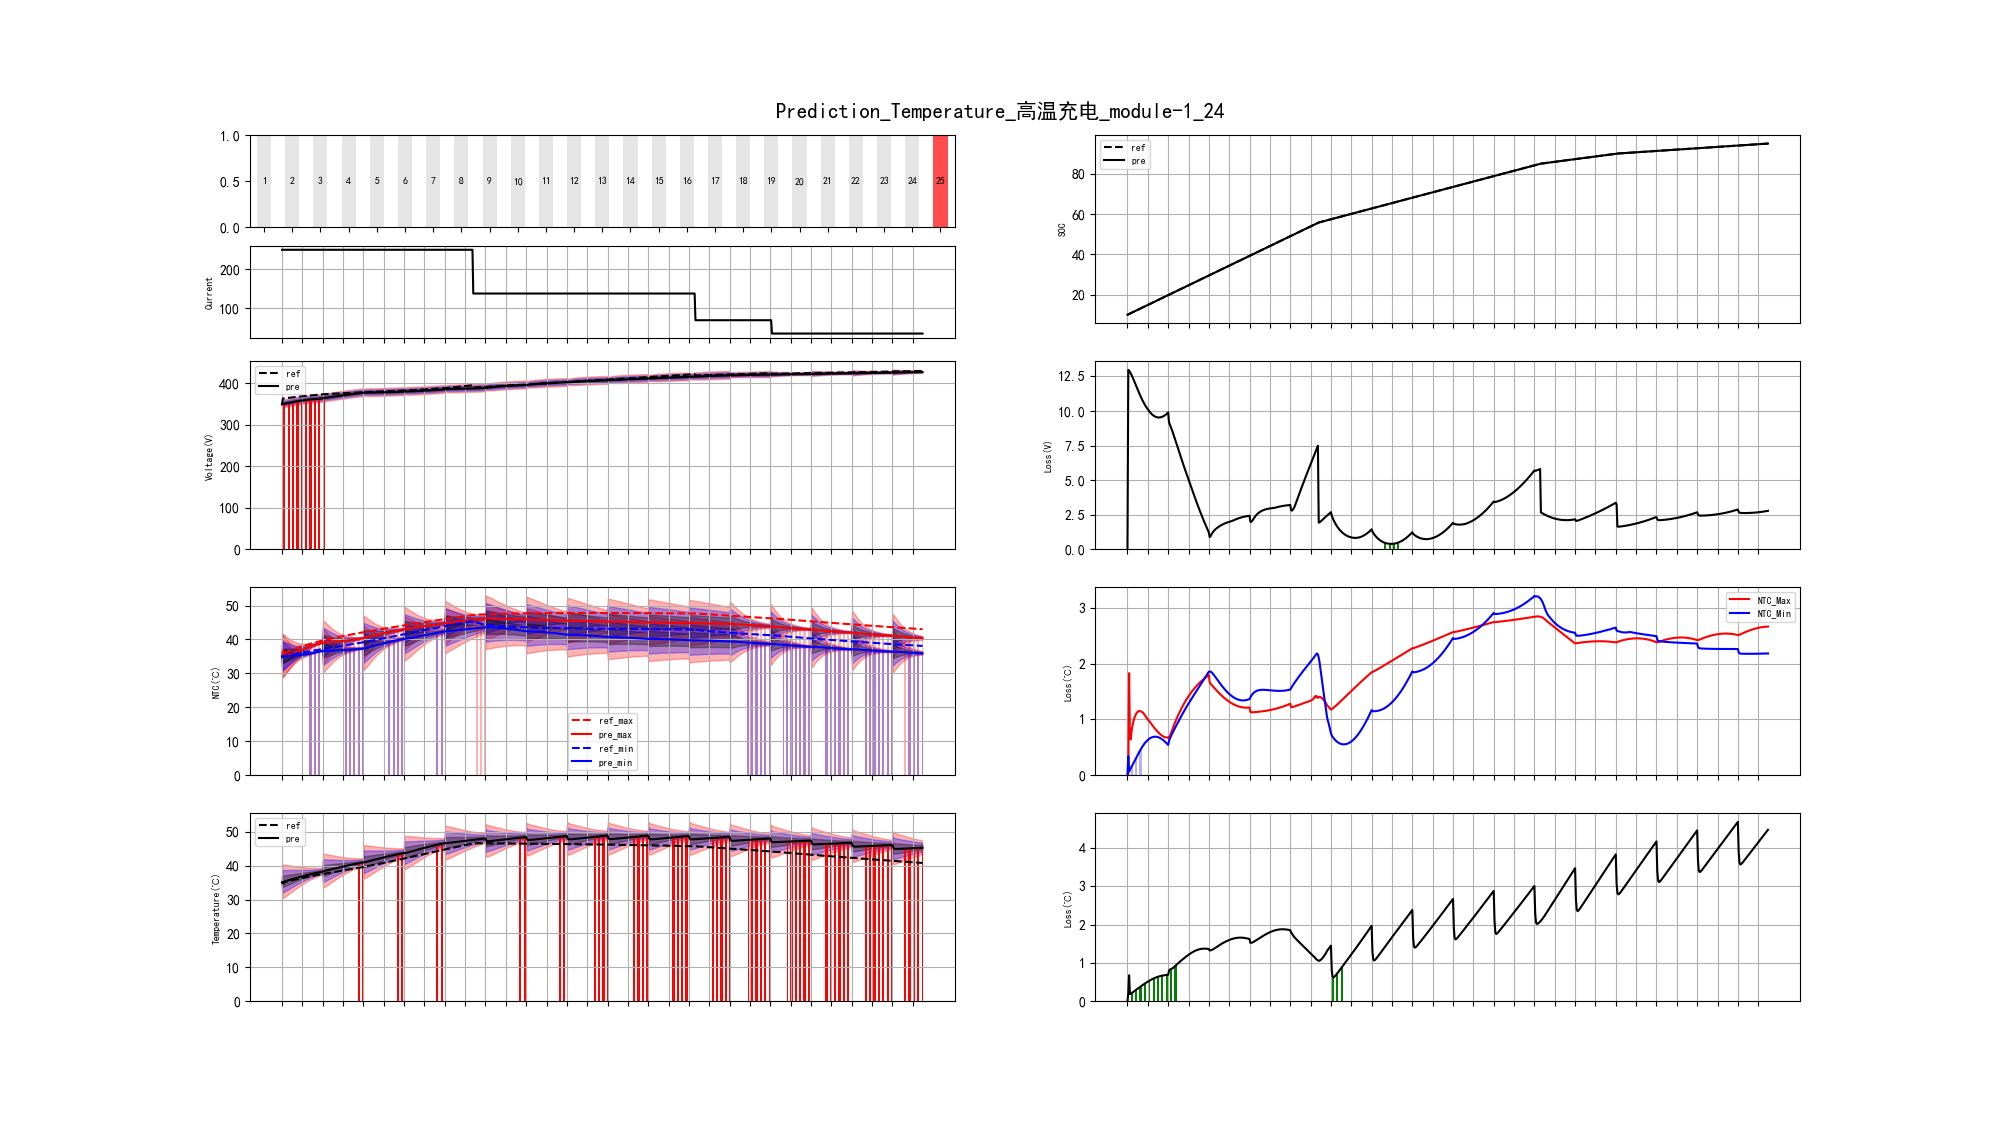 Prediction_Temperature_高温充电_module-1_24
1.0
0.5
0.0
1 2 3 4 5 6 7 8 9 10 11 12 13 14 15 16 17 18 19 20 21 22 23 24 25
Current
200
100
Voltage(V)
400
300
200
100
0
ref
pre
NTC(℃)
50
40
30
20
10
0
ref_max
pre_max
ref_min
pre_min
Temperature(℃)
50
40
30
20
10
0
ref
pre
SOC
80
60
40
20
ref
pre
Loss(V)
12.5
10.0
7.5
5.0
2.5
0.0
Loss(℃)
3
2
1
0
NTC_Max
NTC_Min
Loss(℃)
4
3
2
1
0